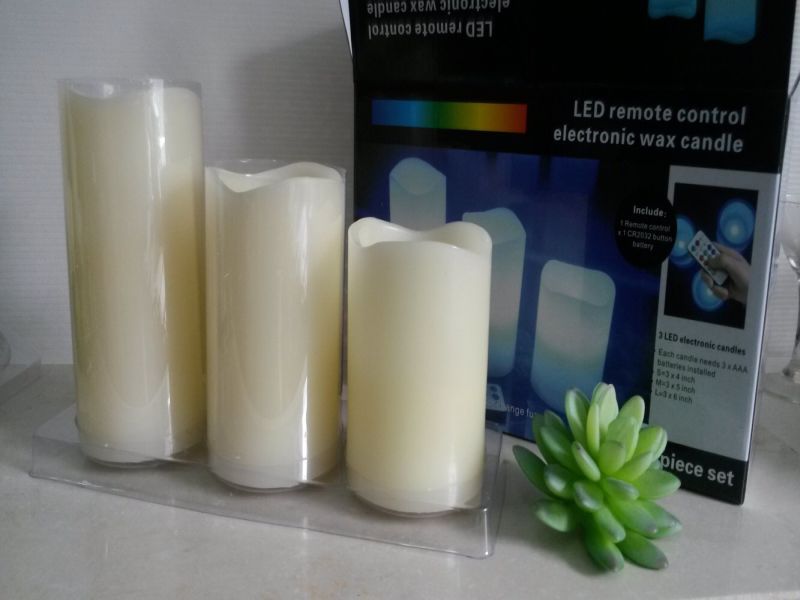 LED remote control
electronic wax candle
LED remote control
electronic wax candle
Include:
1 Remote control
x 1 CR2032 button
battery
3 LED electronic candles
- Each candle needs 3 x AAA
batteries installed
- S=3 x 4 inch
- M=3 x 5 inch
- L=3 x 6 inch
piece set